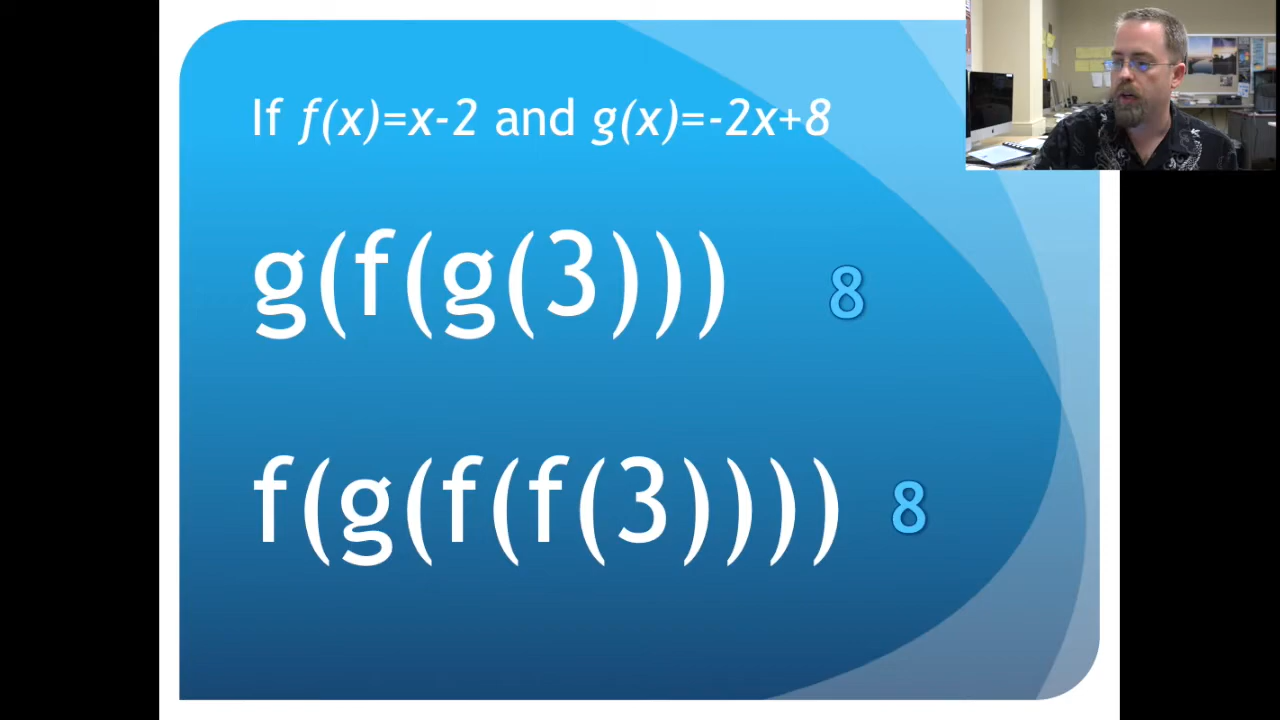 If f(x)=x-2 and g(x)=-2x+8
g(f(g(3))) 8
f(g(f(f(3)))) 8